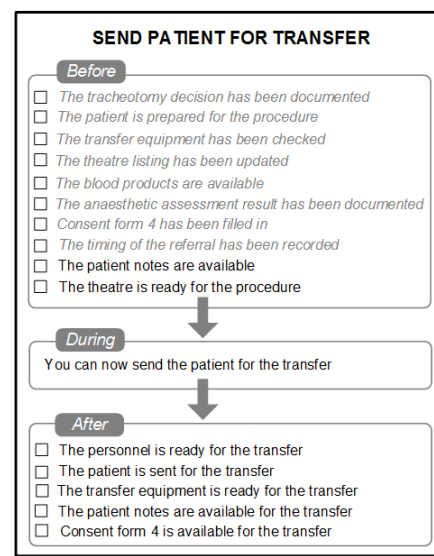 SEND PATIENT FOR TRANSFER
Before
The tracheotomy decision has been documented
The patient is prepared for the procedure
The transfer equipment has been checked
The theatre listing has been updated
The blood products are available
The anaesthetic assessment result has been documented
Consent form 4 has been filled in
The timing of the referral has been recorded
The patient notes are available
The theatre is ready for the procedure
During
You can now send the patient for the transfer
After
The personnel is ready for the transfer
The patient is sent for the transfer
The transfer equipment is ready for the transfer
The patient notes are available for the transfer
Consent form 4 is available for the transfer